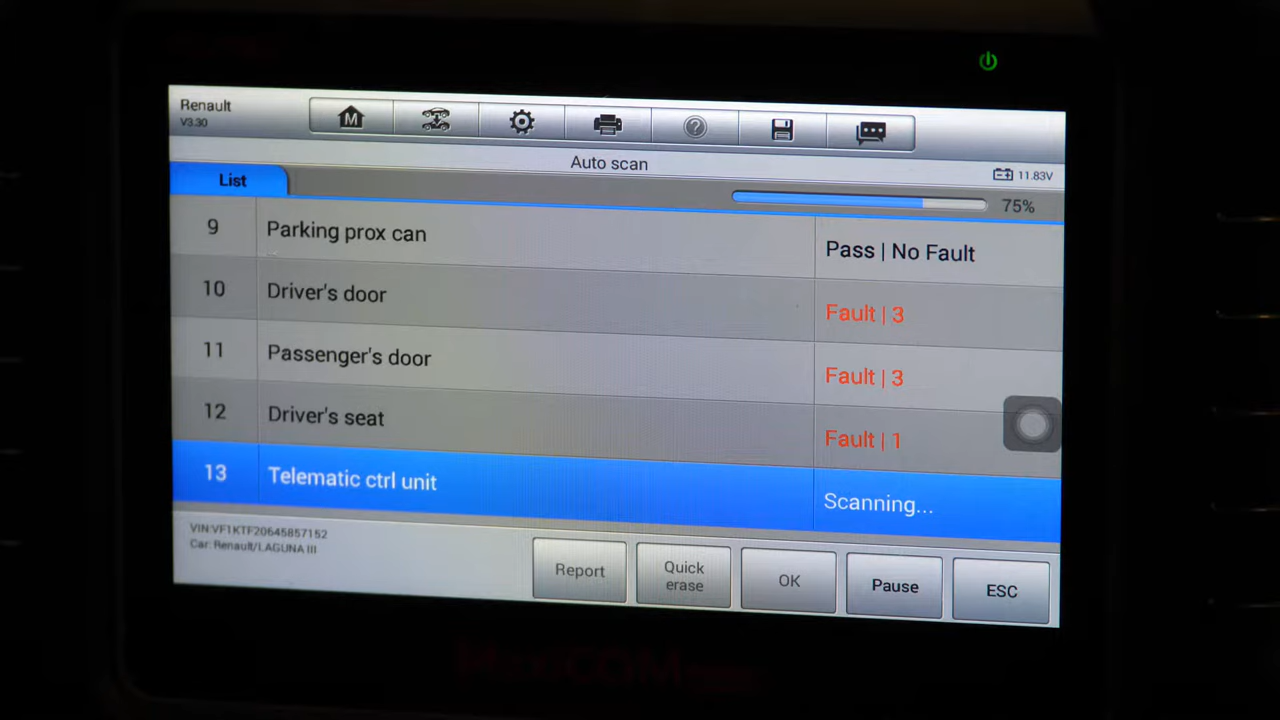 Renault
V3.30
M
?
Auto scan
11.83V
List
75%
9 Parking prox can Pass | No Fault
10 Driver's door Fault | 3
11 Passenger's door Fault | 3
12 Driver's seat Fault | 1
13 Telematic ctrl unit Scanning...
VIN:VF1KTF20645857152
Car: Renault/LAGUNA III
Report
Quick
erase
OK
Pause
ESC